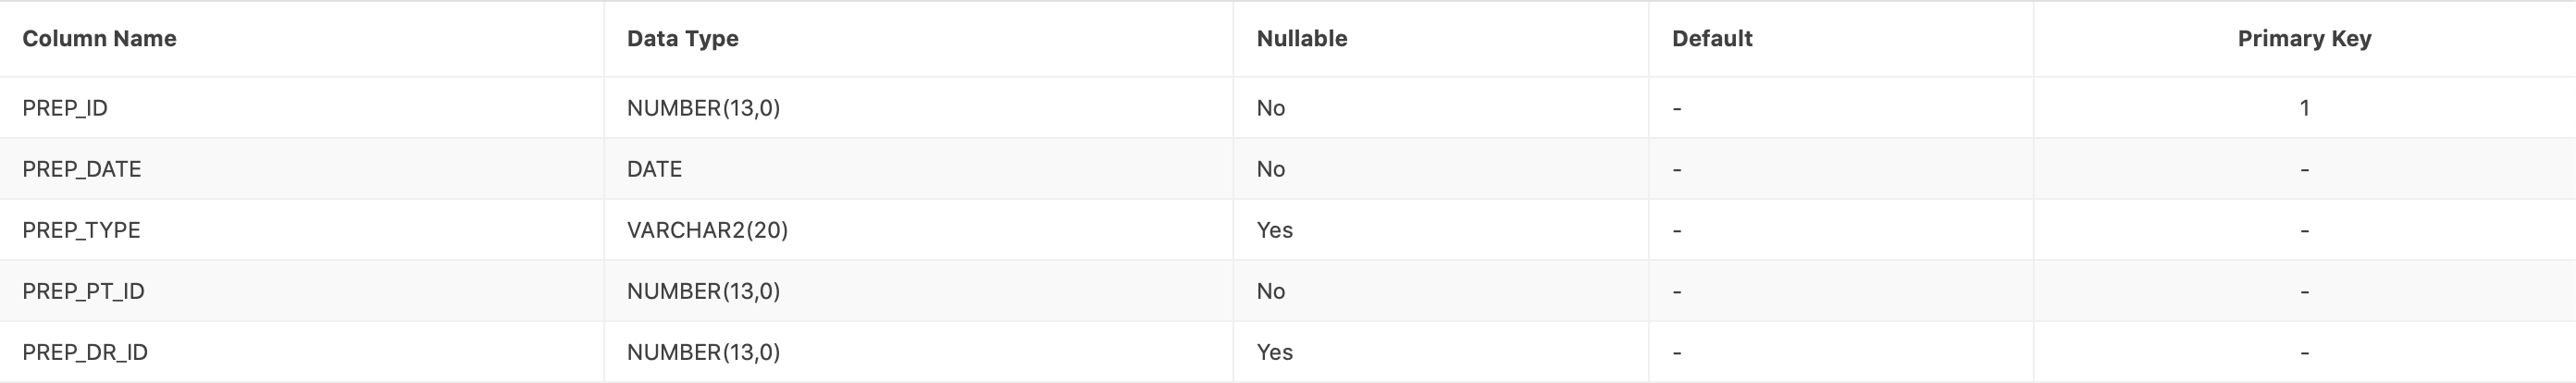 Column Name Data Type Nullable Default Primary Key
PREP_ID NUMBER(13,0) No - 1
PREP_DATE DATE No - -
PREP_TYPE VARCHAR2(20) Yes - -
PREP_PT_ID NUMBER(13,0) No - -
PREP_DR_ID NUMBER(13,0) Yes - -